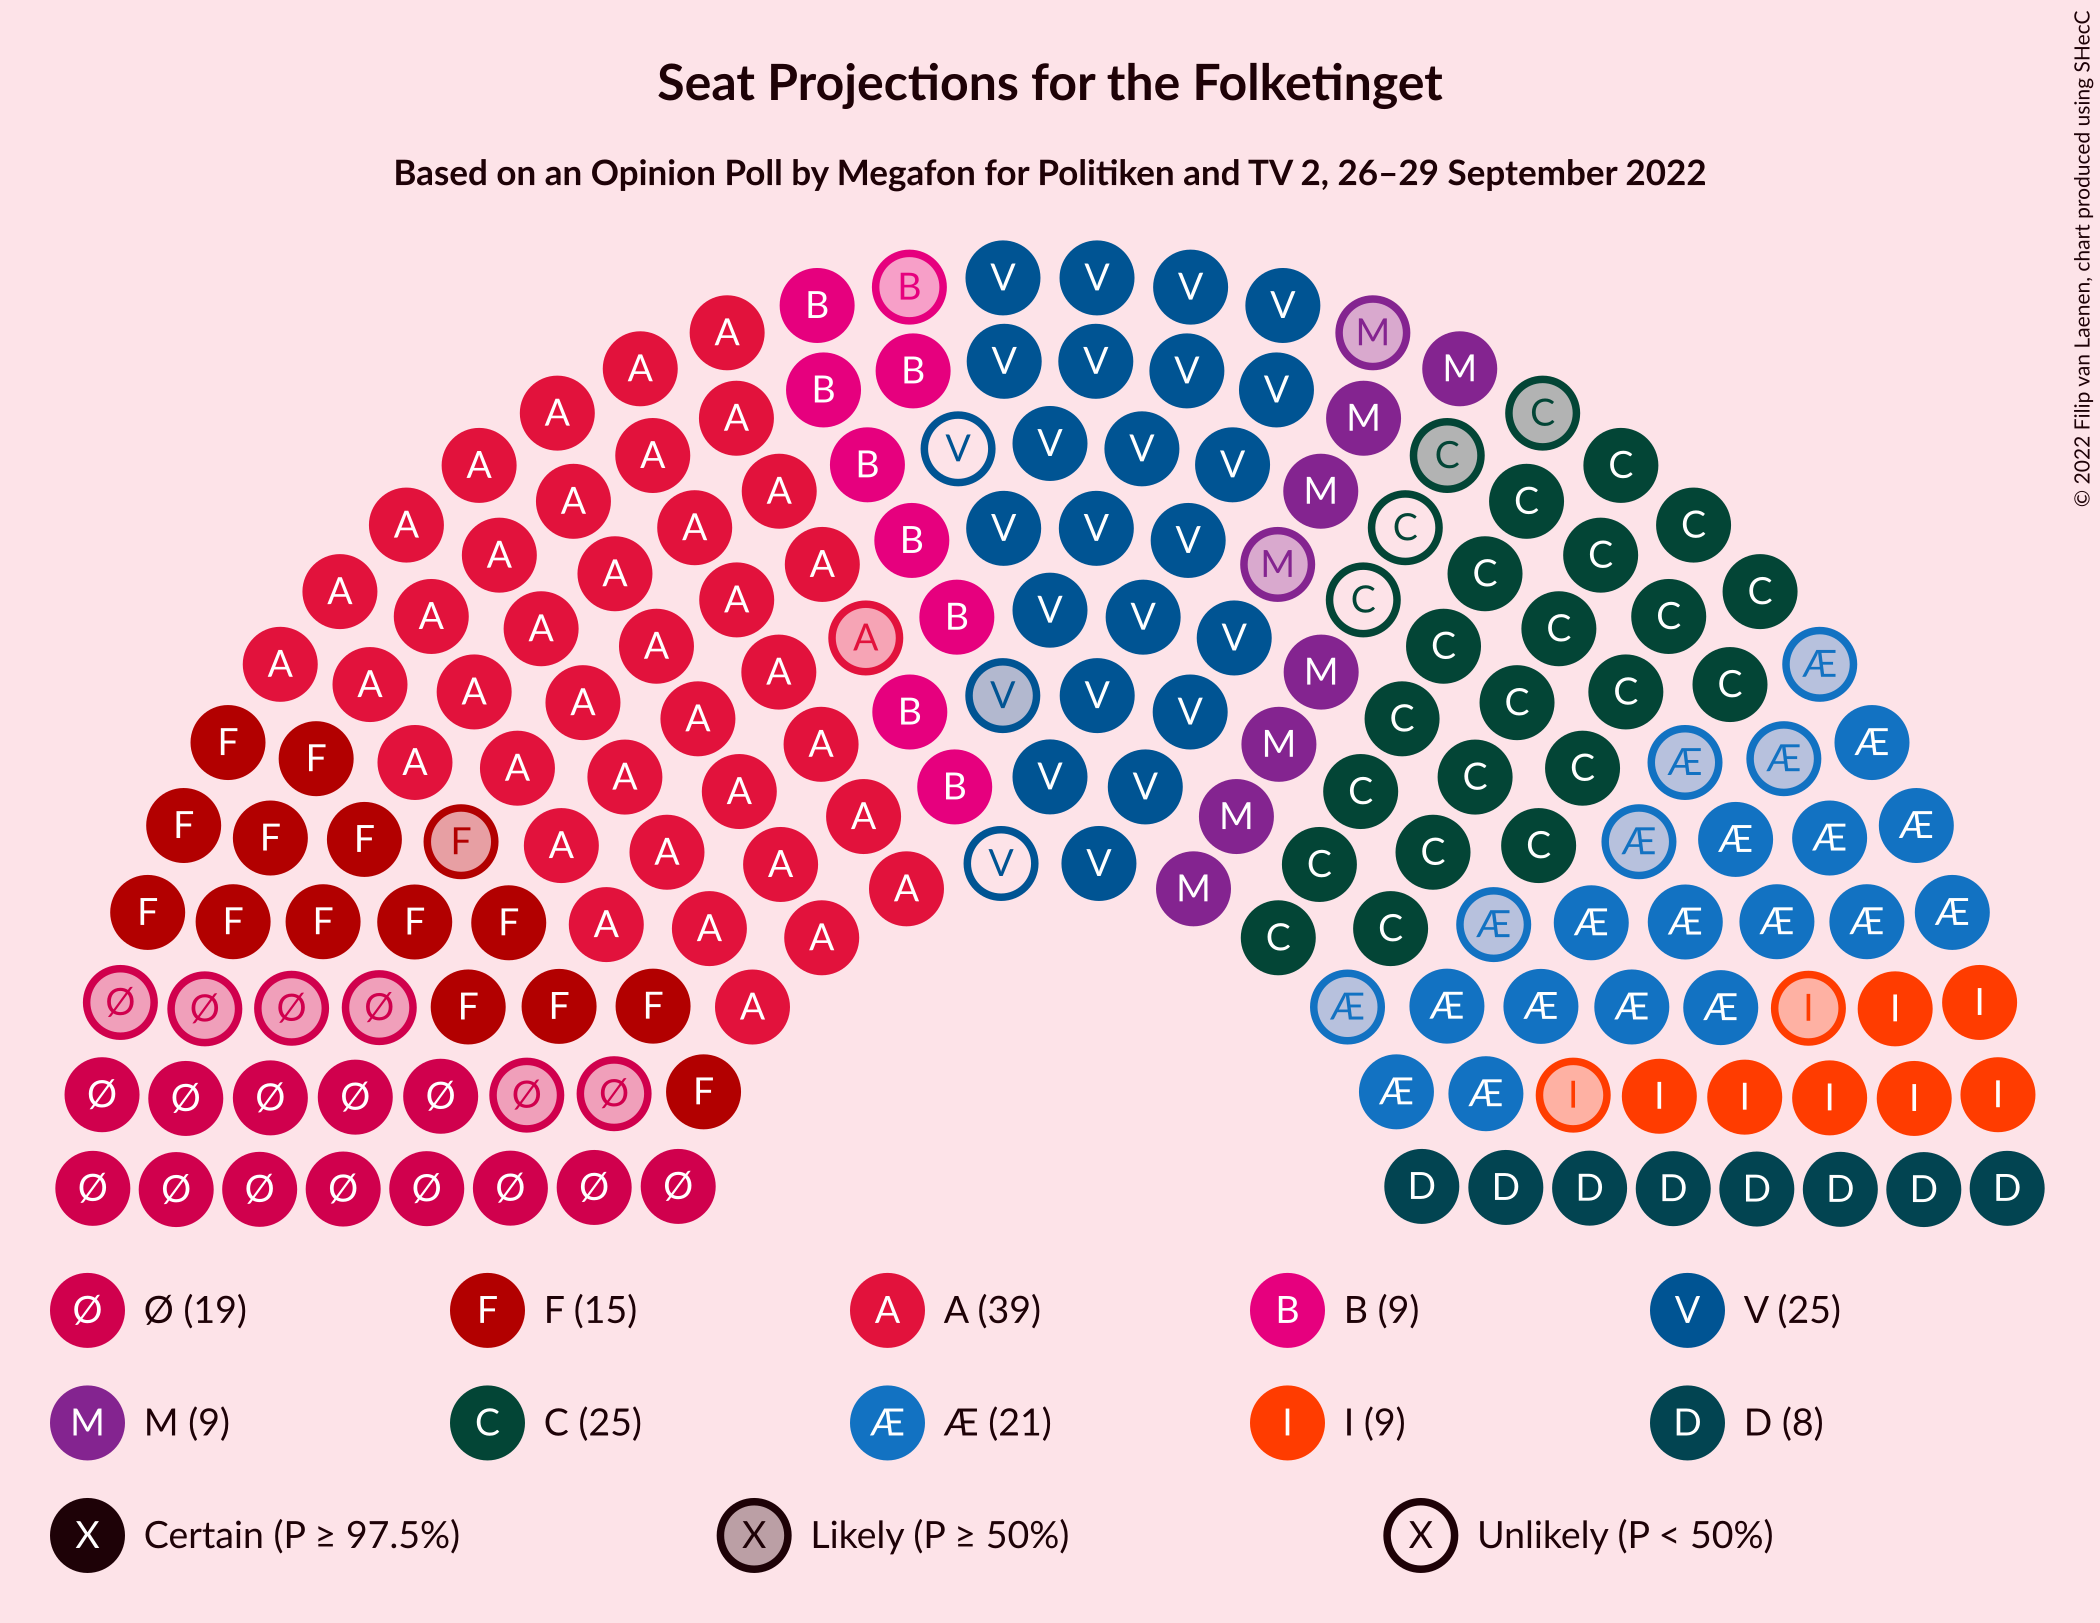 © 2022 Filip van Laenen, chart produced using SHecC
Seat Projections for the Folketinget
Based on an Opinion Poll by Megafon for Politiken and TV 2, 26–29 September 2022
B B V V V V
A A B B V V V V M M
A A A A B V V V V M C C C
A A A A A B V V V M C C C C
A A A A A A A B V V V M C C C C C C
A A A A A A A B V V V M C C C C Æ
F F A A A A A B V V M C C C Æ Æ Æ
F F F F A A A A V V M C C C Æ Æ Æ Æ
F F F F F A A A A M C C Æ Æ Æ Æ Æ Æ
Ø Ø Ø Ø F F F A Æ Æ Æ Æ Æ I I I
Ø Ø Ø Ø Ø Ø Ø F Æ Æ I I I I I I
Ø Ø Ø Ø Ø Ø Ø Ø D D D D D D D D
Ø Ø (19) F F (15) A A (39) B B (9) V V (25)
M M (9) C C (25) Æ Æ (21) I I (9) D D (8)
X Certain (P ≥ 97.5%) X Likely (P ≥ 50%) X Unlikely (P < 50%)